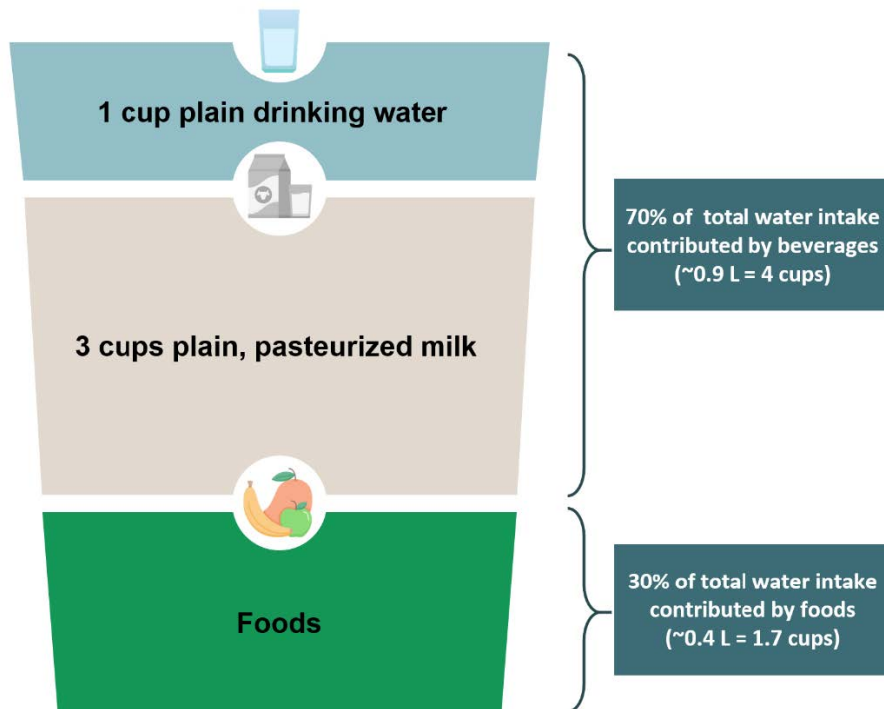 1 cup plain drinking water
70% of total water intake
contributed by beverages
(~0.9 L = 4 cups)
3 cups plain, pasteurized milk
30% of total water intake
contributed by foods
(~0.4 L = 1.7 cups)
Foods